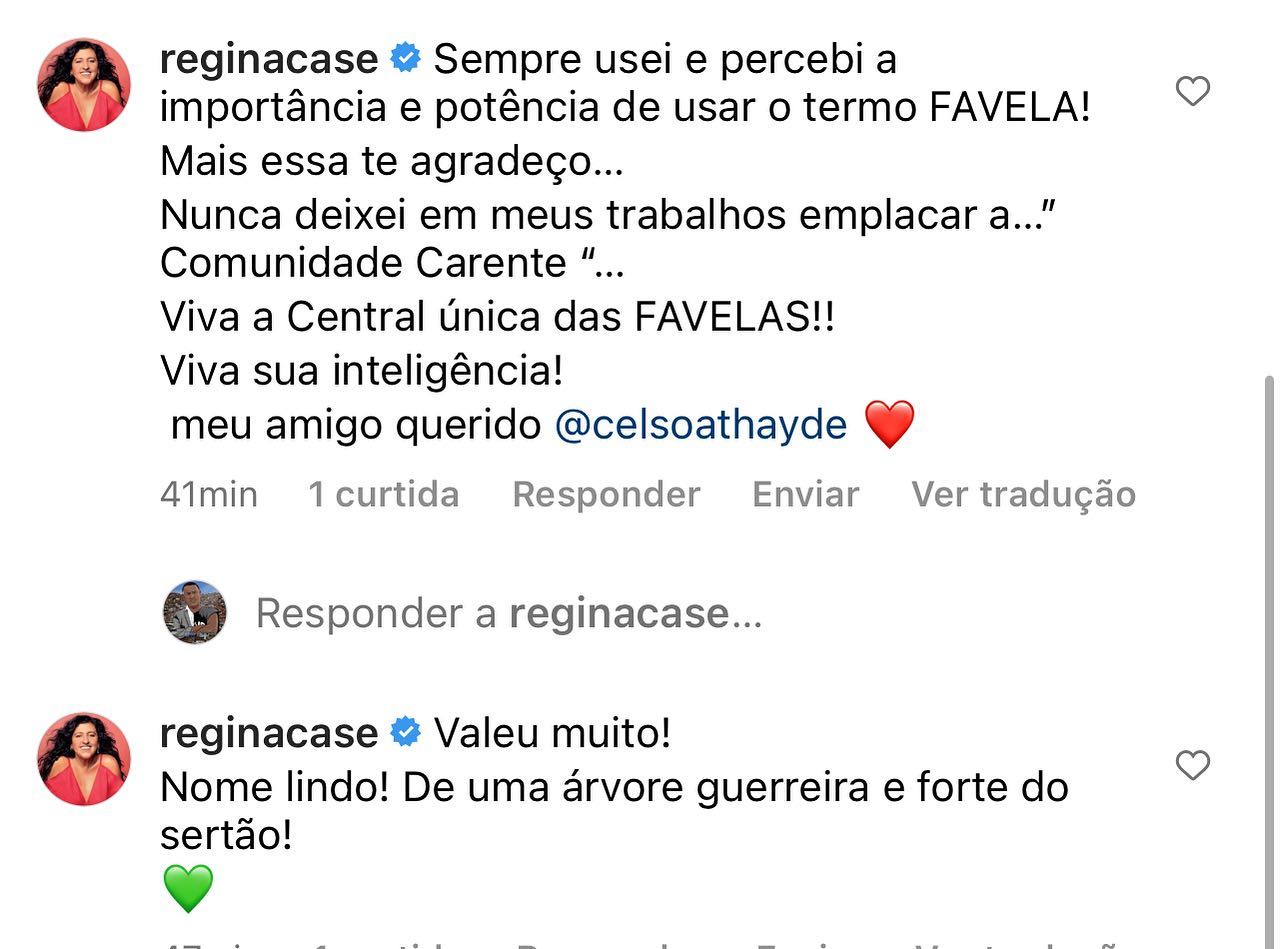 reginacase Sempre usei e percebi a
importância e potência de usar o termo FAVELA!
Mais essa te agradeço...
Nunca deixei em meus trabalhos emplacar a...”
Comunidade Carente “...
Viva a Central única das FAVELAS!!
Viva sua inteligência!
meu amigo querido @celsoathayde ❤️
41min 1 curtida Responder Enviar Ver tradução
Responder a reginacase...
reginacase Valeu muito!
Nome lindo! De uma árvore guerreira e forte do
sertão!
💚